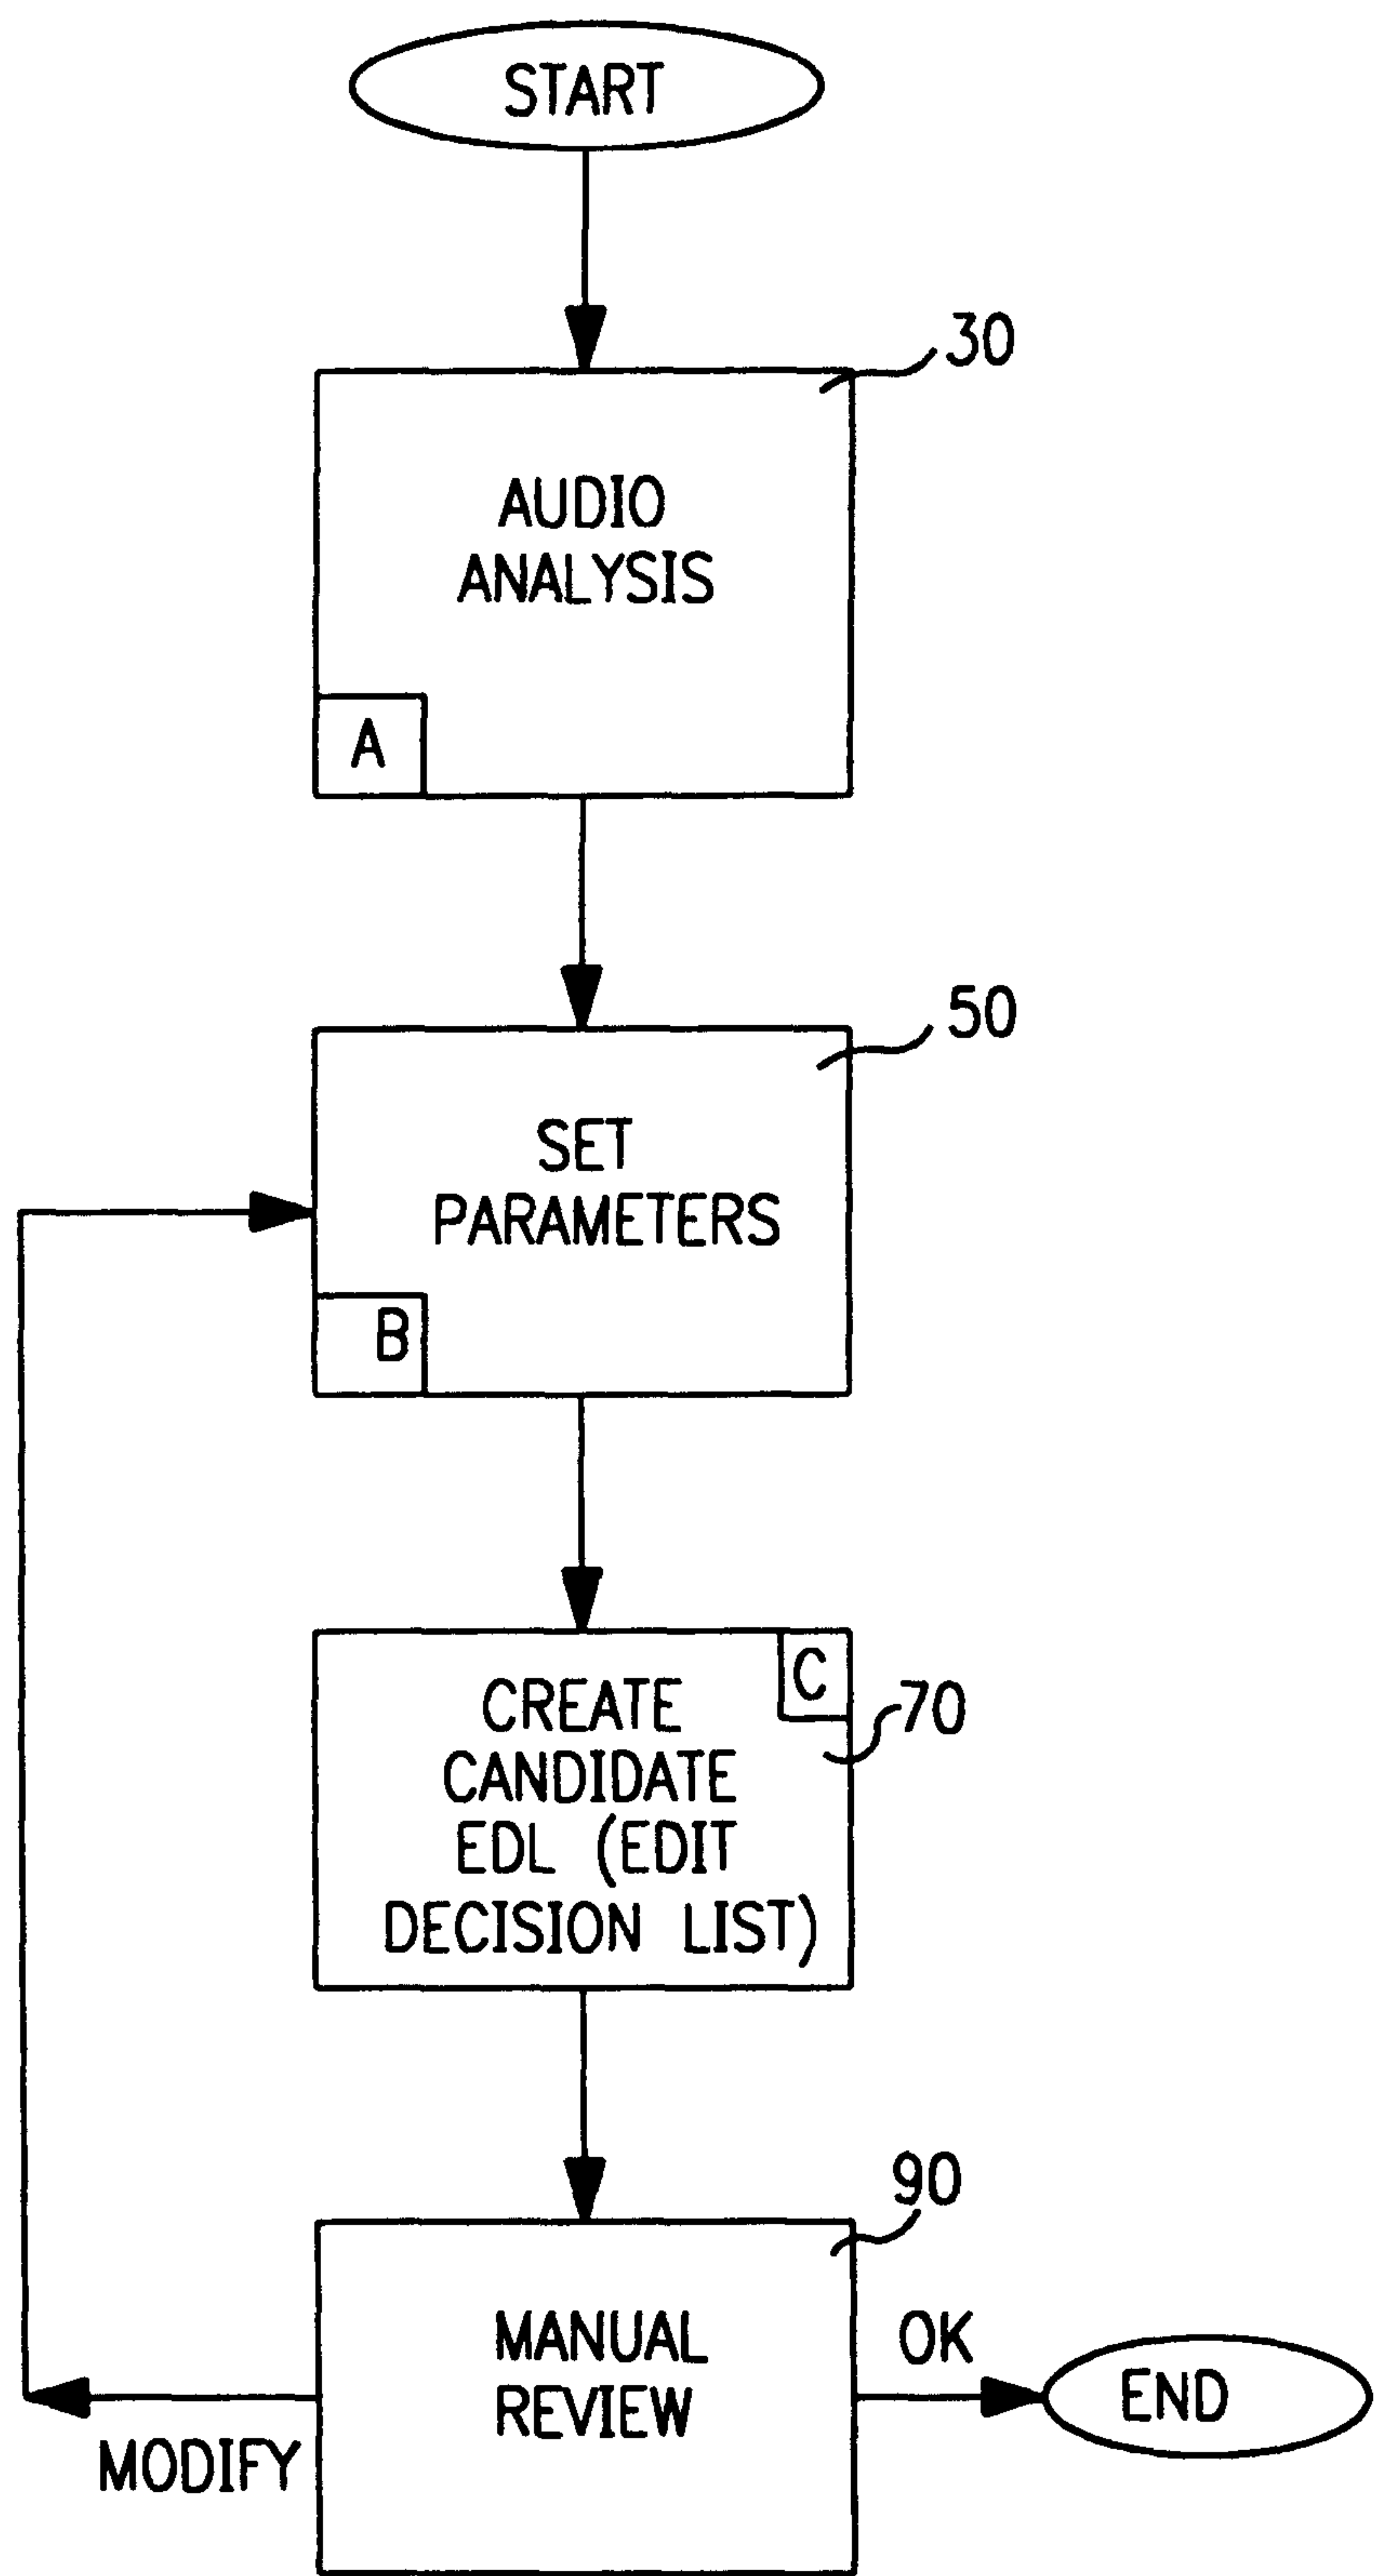 START
30
AUDIO
ANALYSIS
A
50
SET
PARAMETERS
B
C
CREATE
70
CANDIDATE
EDL (EDIT
DECISION LIST)
90
MANUAL
REVIEW
OK
END
MODIFY